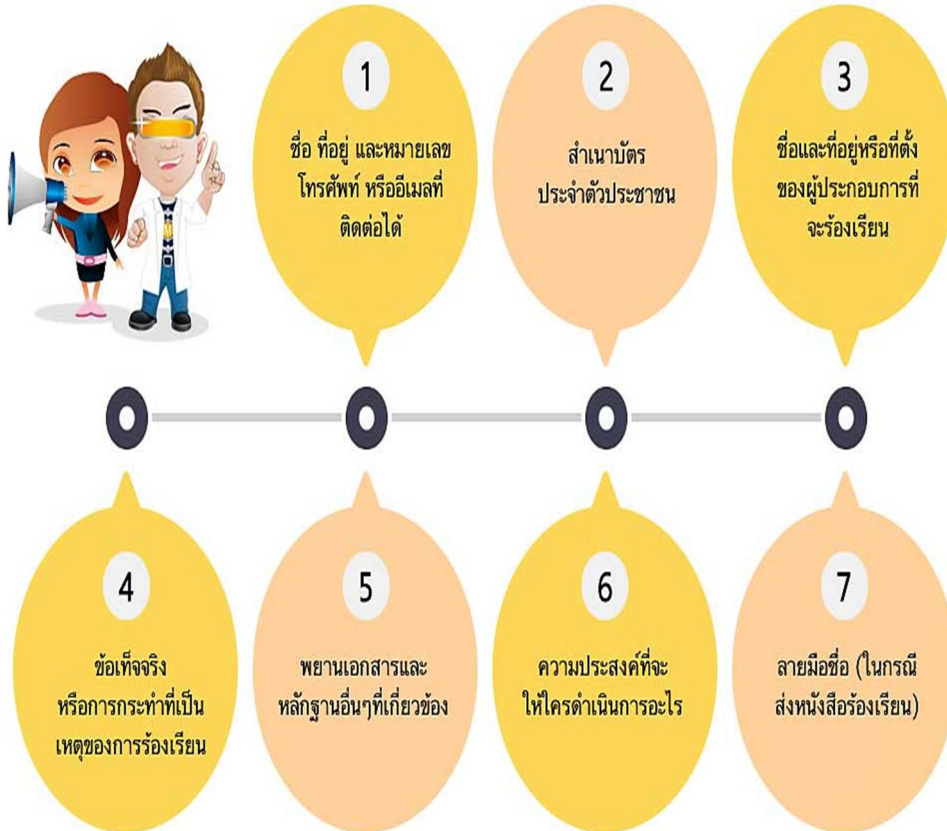 1
ชื่อ ที่อยู่ และหมายเลข
โทรศัพท์ หรืออีเมลที่
ติดต่อได้
2
สำเนาบัตร
ประจำตัวประชาชน
3
ชื่อและที่อยู่หรือที่ตั้ง
ของผู้ประกอบการที่
จะร้องเรียน
4
ข้อเท็จจริง
หรือการกระทำที่เป็น
เหตุของการร้องเรียน
5
พยานเอกสารและ
หลักฐานอื่นๆที่เกี่ยวข้อง
6
ความประสงค์ที่จะ
ให้ใครดำเนินการอะไร
7
ลายมือชื่อ (ในกรณี
ส่งหนังสือร้องเรียน)